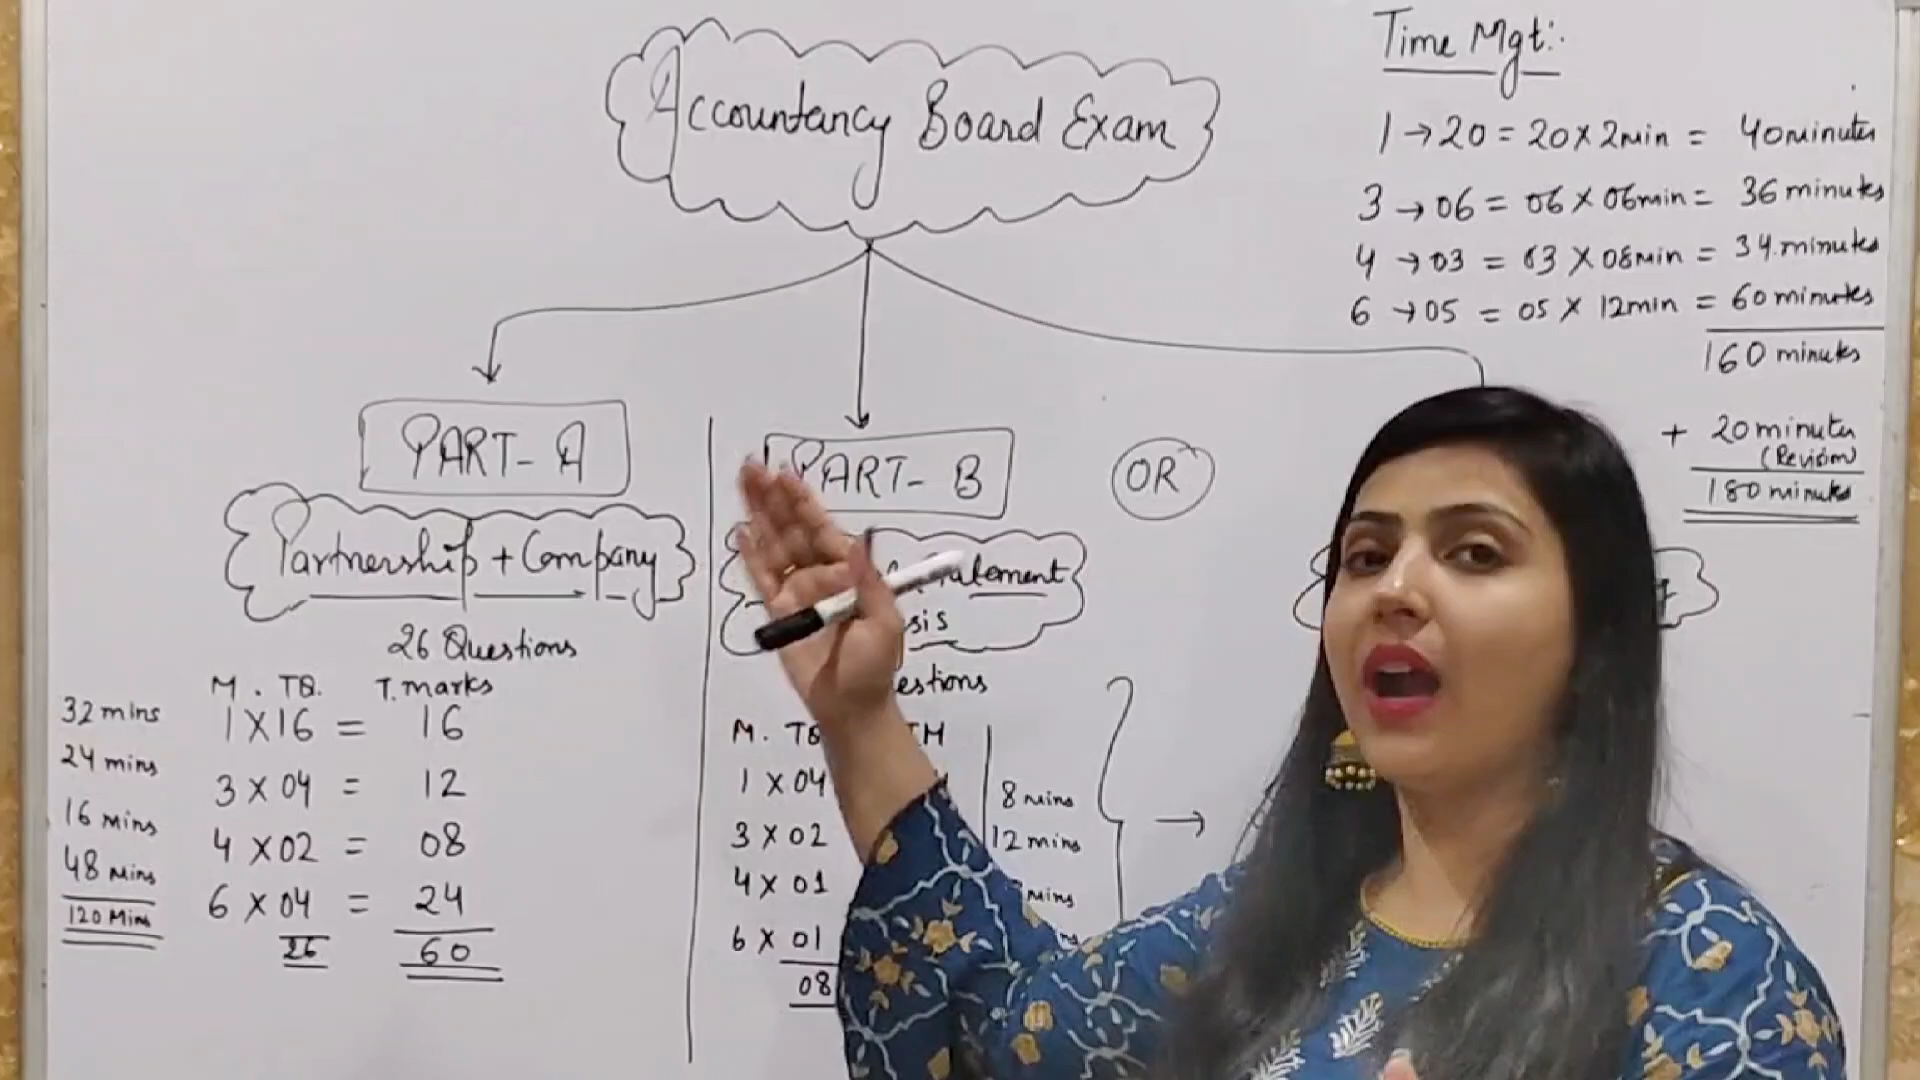 Accountancy Board Exam
Time Mgt:.
1 → 20 = 20 × 2min = 40minutes
3 → 06 = 06 × 06min = 36 minutes
4 → 03 = 03 × 08min = 34.minutes
6 → 05 = 05 × 12min = 60 minutes
160 minutes
+ 20 minutes
(Revision)
180 minutes
PART- A
Partnership + Company
26 Questions
M. TQ. T. marks
32 mins 1 X 16 = 16
24 mins 3 X 04 = 12
16 mins 4 X 02 = 08
48 mins 6 X 04 = 24
120 Mins 26 60
PART- B
M. TM
1 X 04 8 mins
3 X 02 12 mins
4 X 01 mins
6 X 01
08
OR